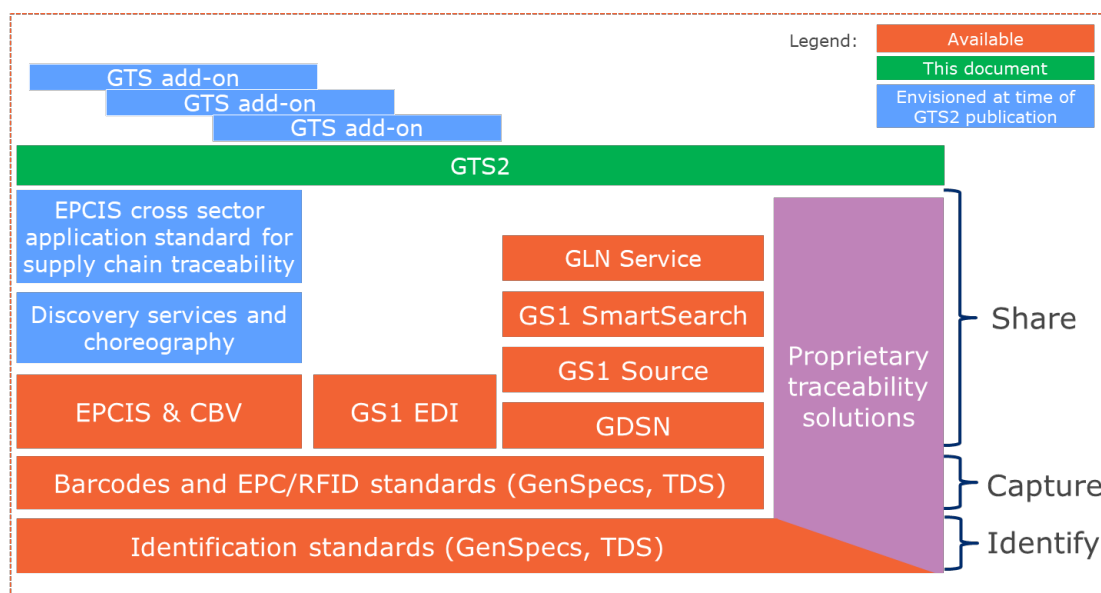 Legend:
Available
This document
Envisioned at time of
GTS2 publication
GTS add-on
GTS add-on
GTS add-on
GTS2
EPCIS cross sector
application standard for
supply chain traceability
Discovery services and
choreography
EPCIS & CBV
GS1 EDI
GLN Service
GS1 SmartSearch
GS1 Source
GDSN
Proprietary
traceability
solutions
Share
Barcodes and EPC/RFID standards (GenSpecs, TDS)
Capture
Identification standards (GenSpecs, TDS)
Identify